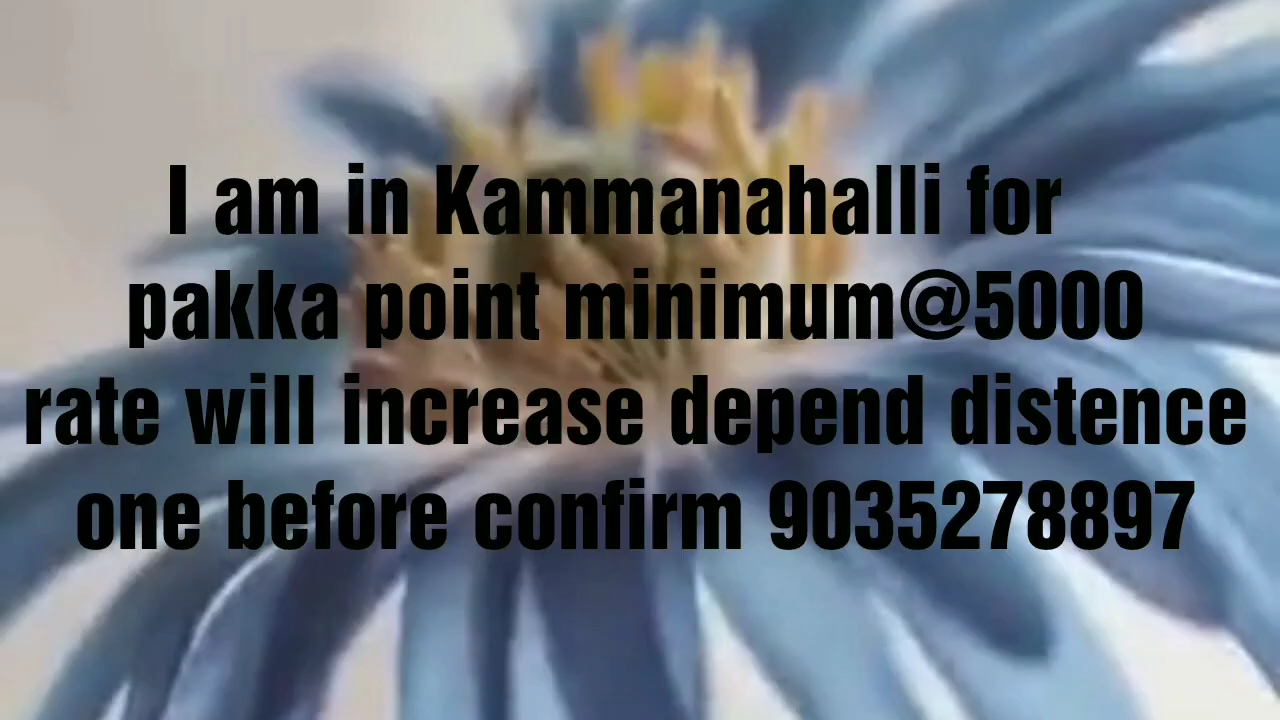 I am in Kammanahalli for
pakka point minimum@5000
rate will increase depend distence
one before confirm 9035278897